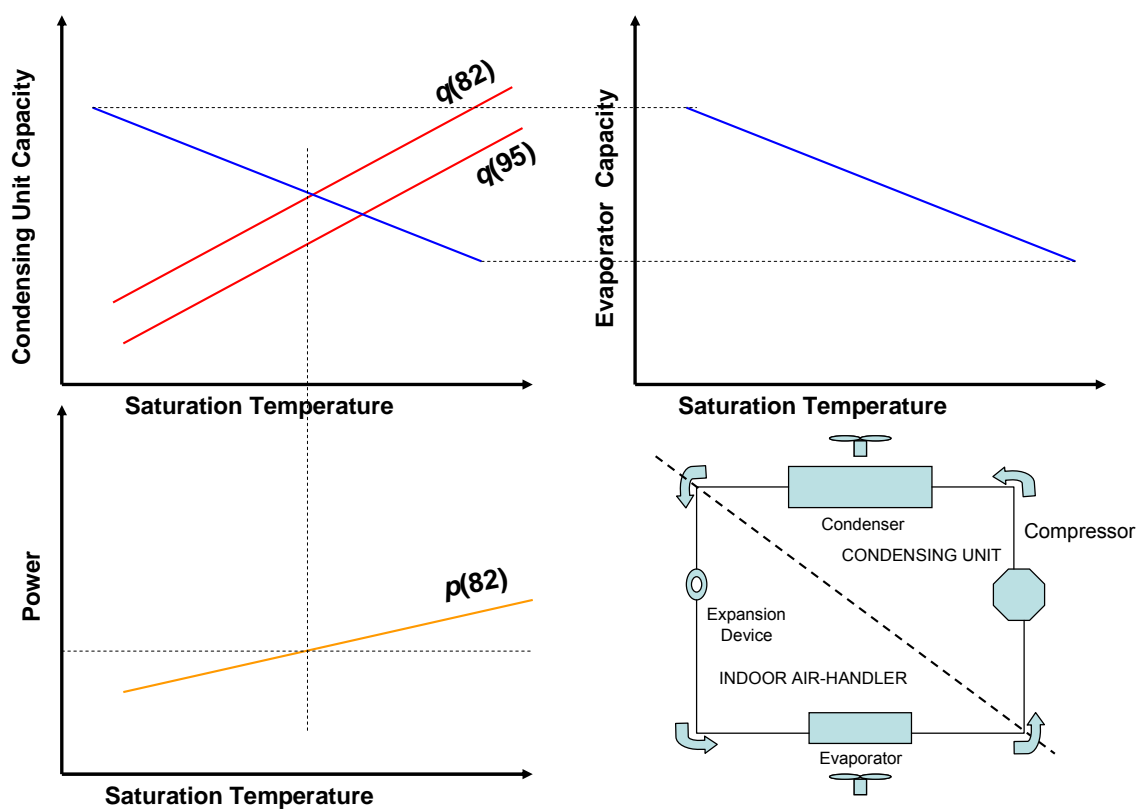 Condensing Unit Capacity
q(82)
q(95)
Saturation Temperature
Evaporator Capacity
Saturation Temperature
Power
p(82)
Saturation Temperature
Condenser
Compressor
CONDENSING UNIT
Expansion
Device
INDOOR AIR-HANDLER
Evaporator